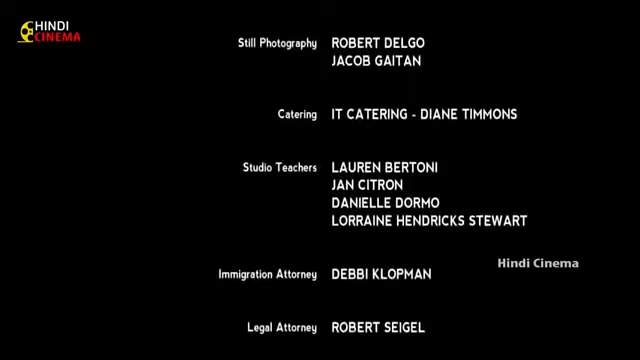 HINDI
CINEMA
Still Photography ROBERT DELGO
JACOB GAITAN
Catering IT CATERING - DIANE TIMMONS
Studio Teachers LAUREN BERTONI
JAN CITRON
DANIELLE DORMO
LORRAINE HENDRICKS STEWART
Hindi Cinema
Immigration Attorney DEBBI KLOPMAN
Legal Attorney ROBERT SEIGEL